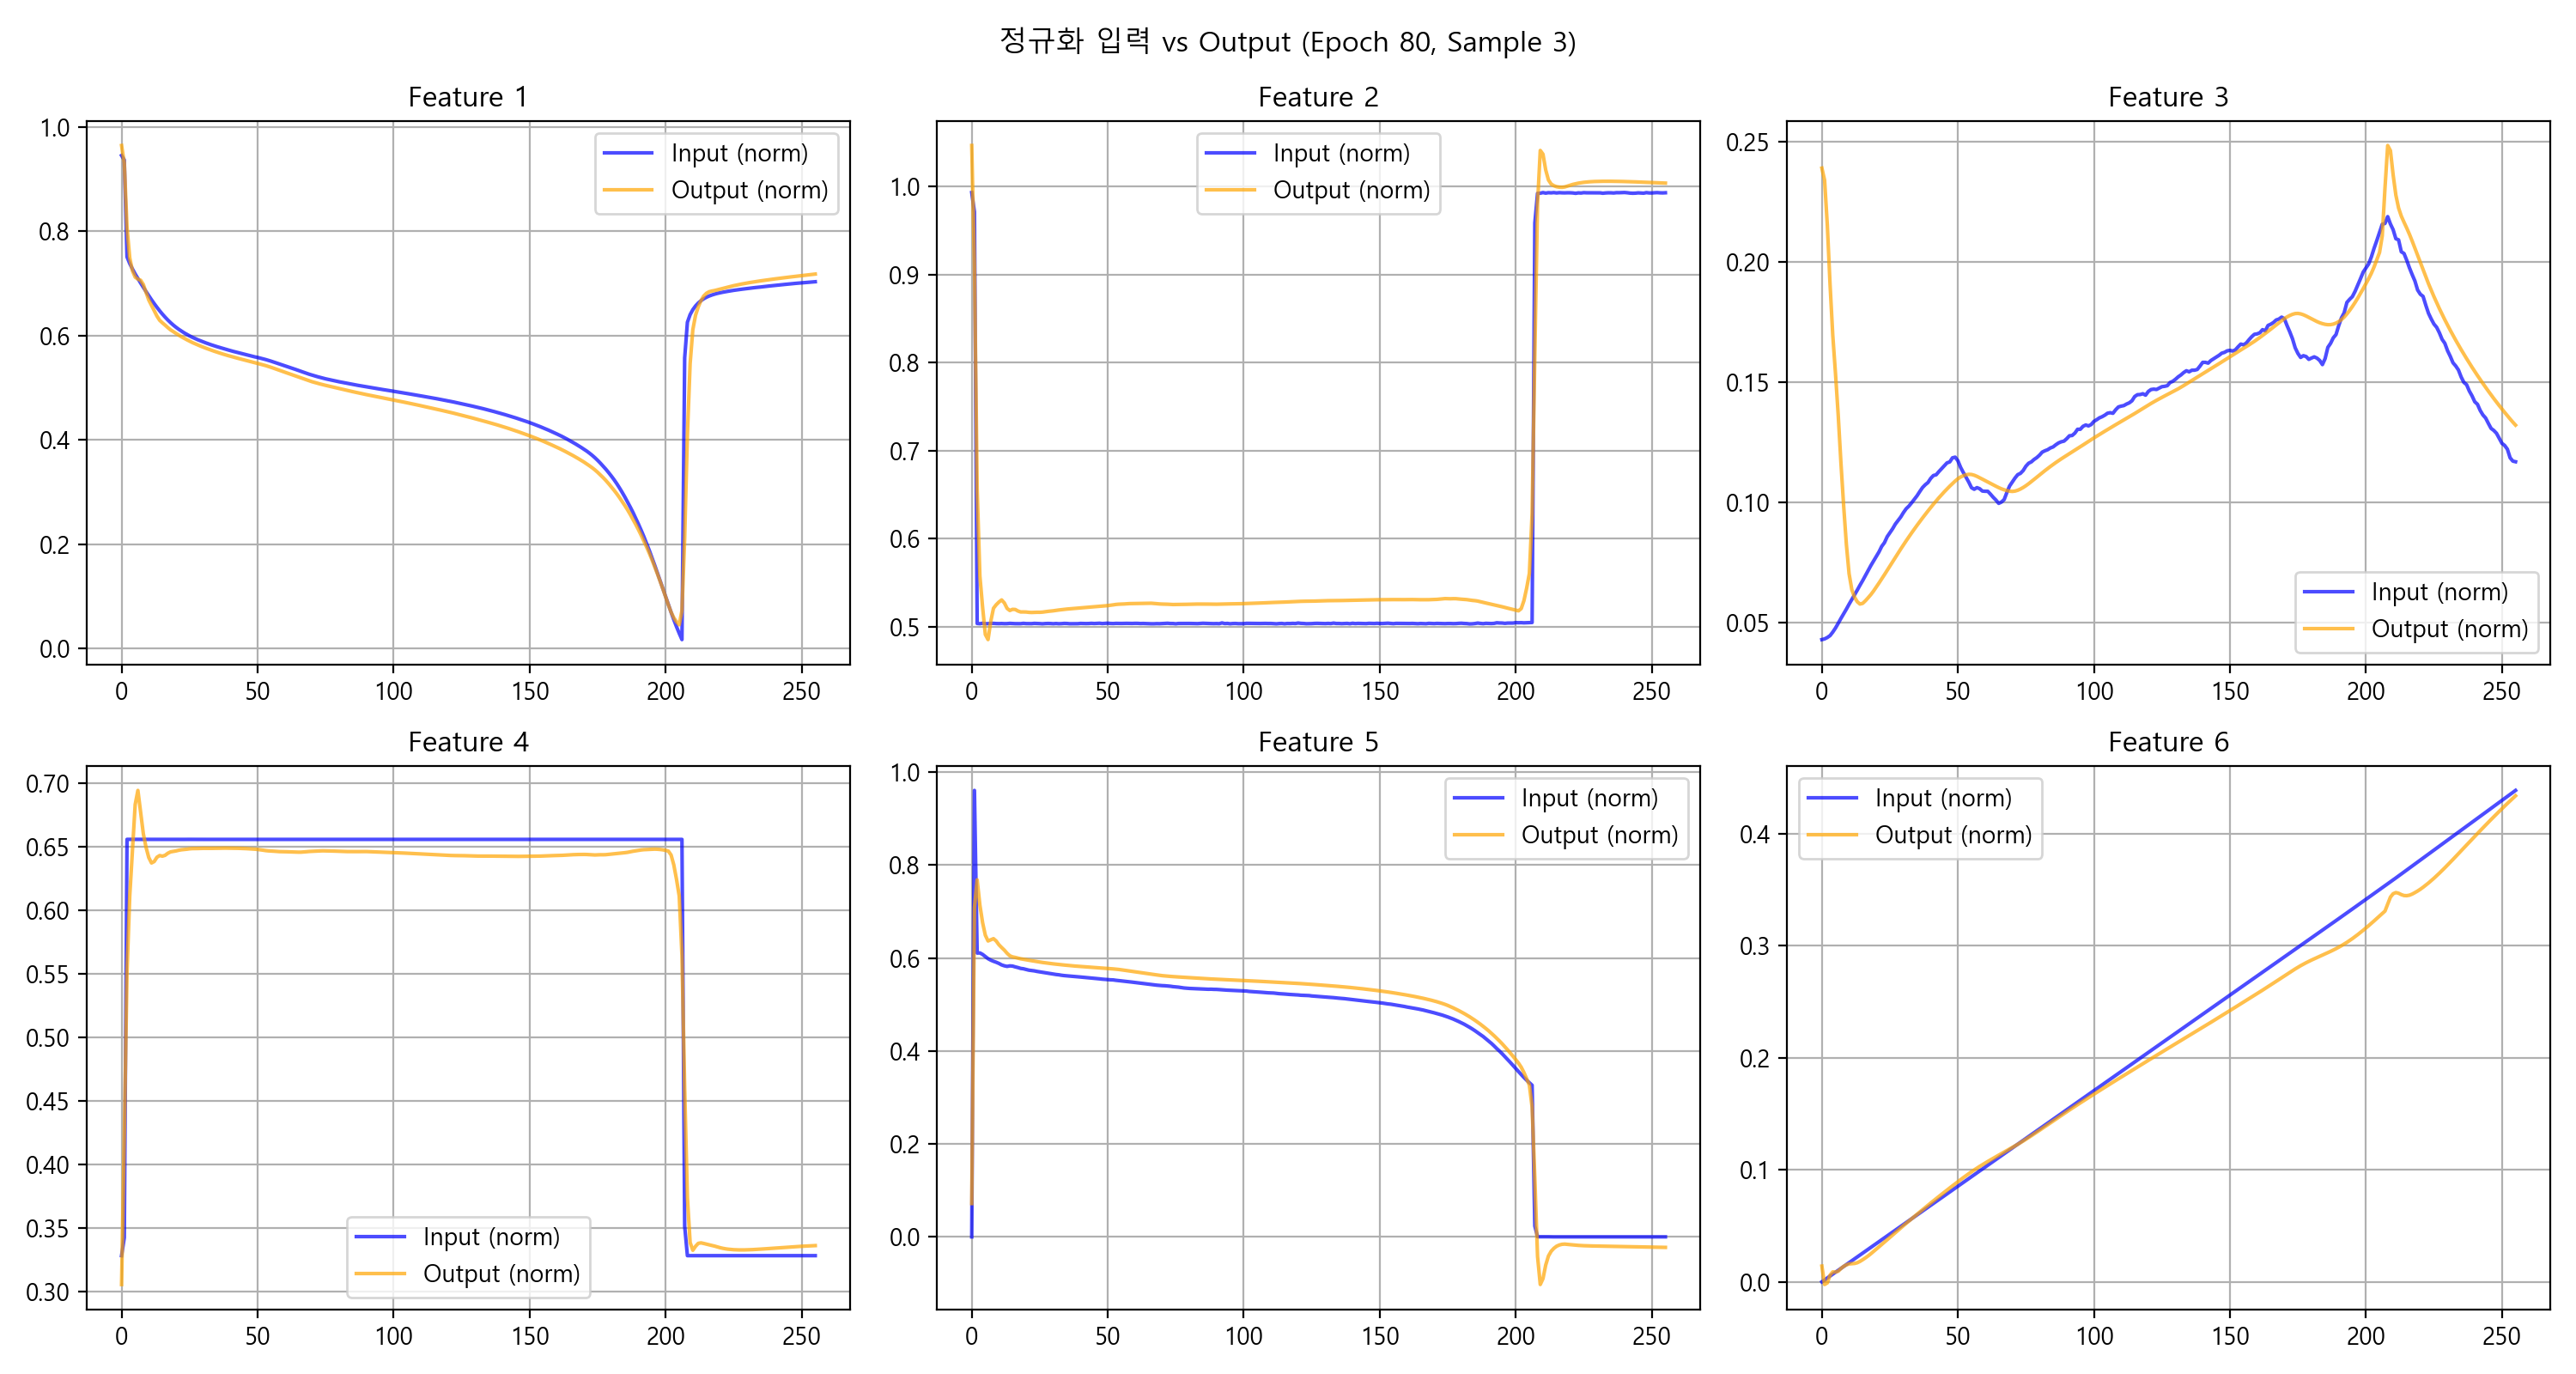 정규화 입력 vs Output (Epoch 80, Sample 3)
Feature 1
1.0
0.8
0.6
0.4
0.2
0.0
0 50 100 150 200 250
Input (norm)
Output (norm)
Feature 2
1.0
0.9
0.8
0.7
0.6
0.5
0 50 100 150 200 250
Input (norm)
Output (norm)
Feature 3
0.25
0.20
0.15
0.10
0.05
0 50 100 150 200 250
Input (norm)
Output (norm)
Feature 4
0.70
0.65
0.60
0.55
0.50
0.45
0.40
0.35
0.30
0 50 100 150 200 250
Input (norm)
Output (norm)
Feature 5
1.0
0.8
0.6
0.4
0.2
0.0
0 50 100 150 200 250
Input (norm)
Output (norm)
Feature 6
0.4
0.3
0.2
0.1
0.0
0 50 100 150 200 250
Input (norm)
Output (norm)